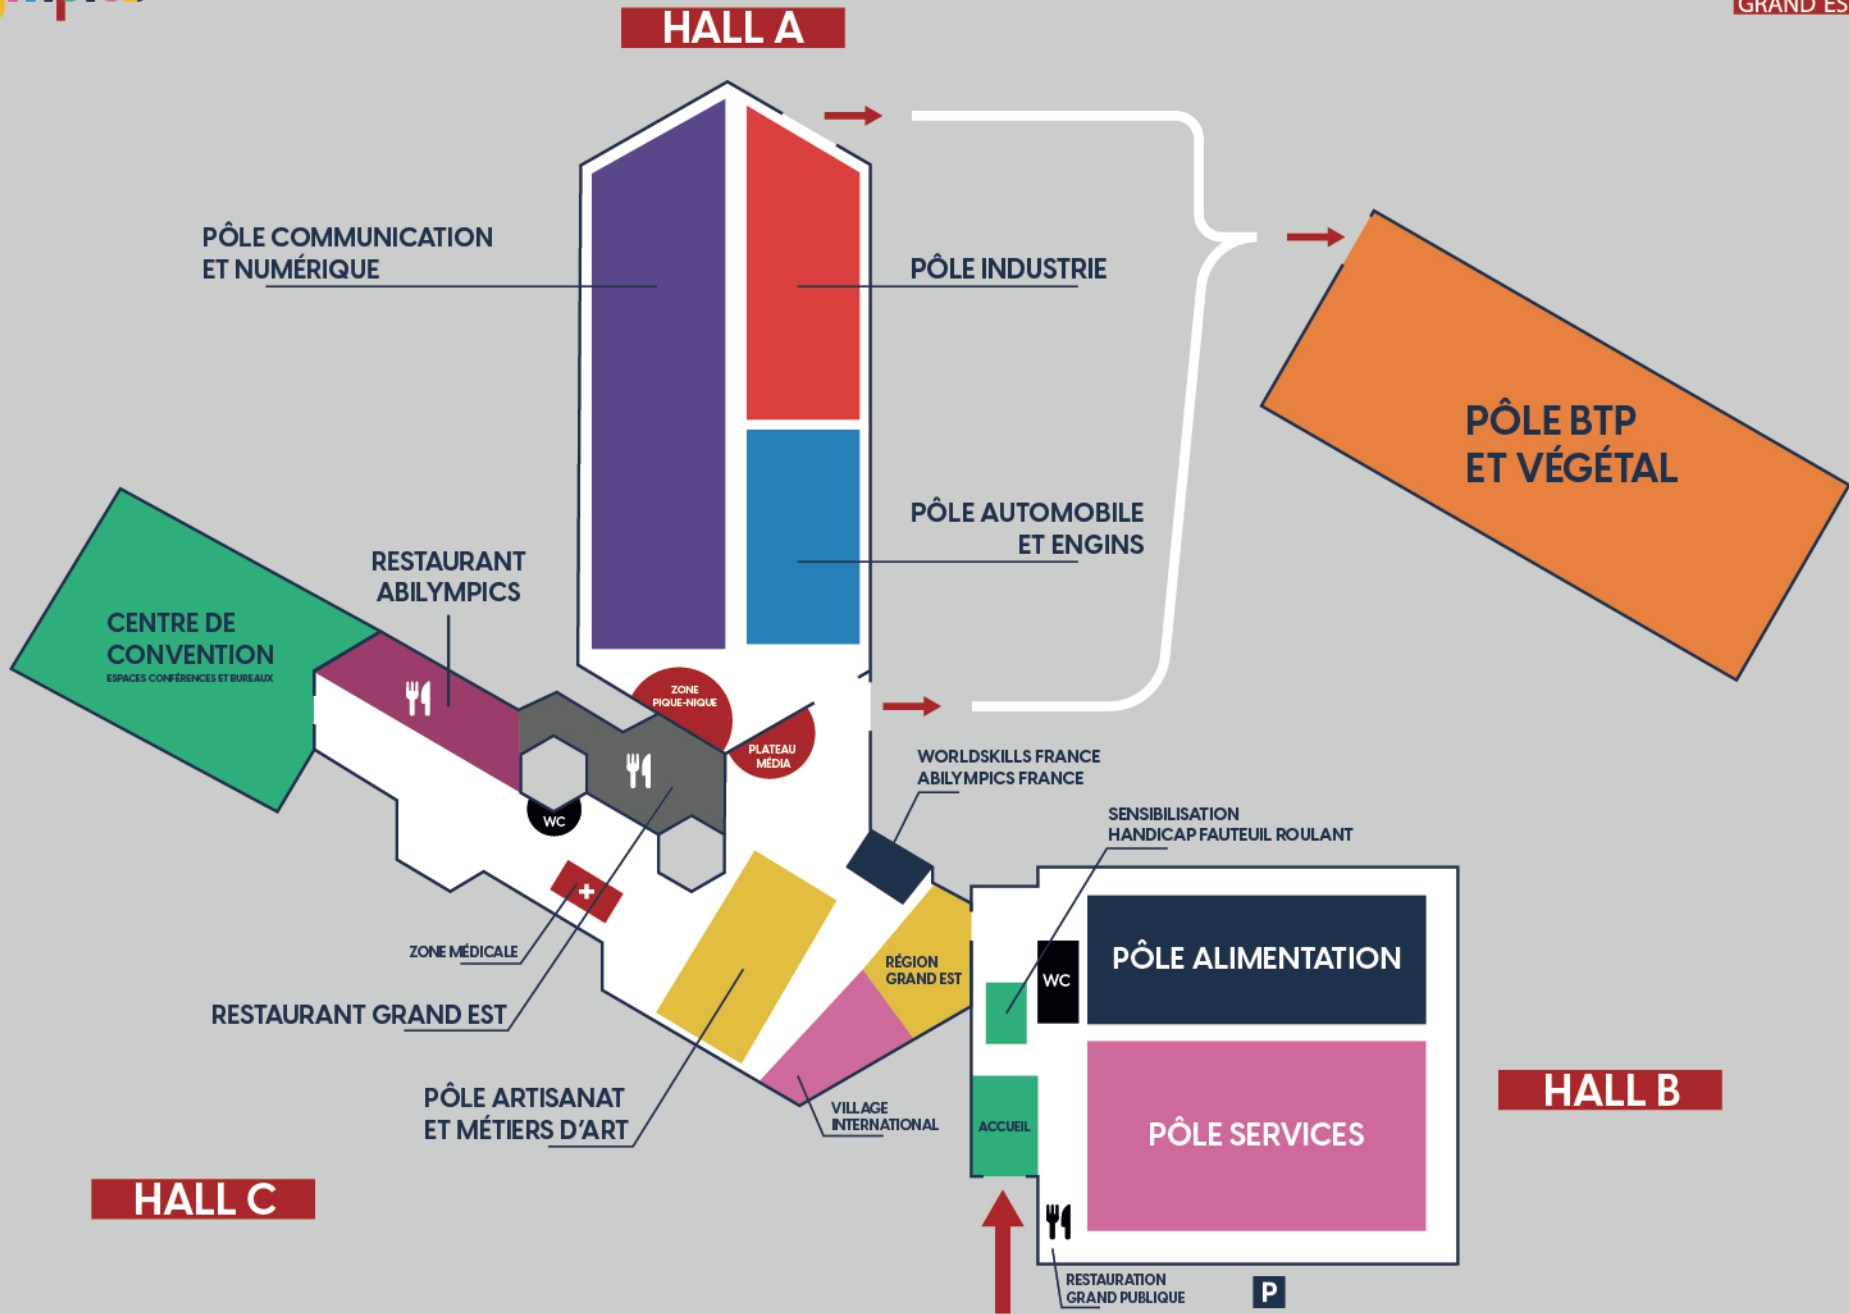 GRAND ES
HALL A
PÔLE COMMUNICATION
ET NUMÉRIQUE
PÔLE INDUSTRIE
PÔLE BTP
ET VÉGÉTAL
PÔLE AUTOMOBILE
ET ENGINS
RESTAURANT
ABILYMPICS
CENTRE DE
CONVENTION
ESPACES CONFÉRENCES ET BUREAUX
ZONE
PIQUE-NIQUE
PLATEAU
MÉDIA
WORLDSKILLS FRANCE
ABILYMPICS FRANCE
WC
SENSIBILISATION
HANDICAP FAUTEUIL ROULANT
ZONE MÉDICALE
RÉGION
GRAND EST
WC
PÔLE ALIMENTATION
RESTAURANT GRAND EST
PÔLE ARTISANAT
ET MÉTIERS D'ART
VILLAGE
INTERNATIONAL
ACCUEIL
PÔLE SERVICES
HALL B
HALL C
RESTAURATION
GRAND PUBLIQUE
P